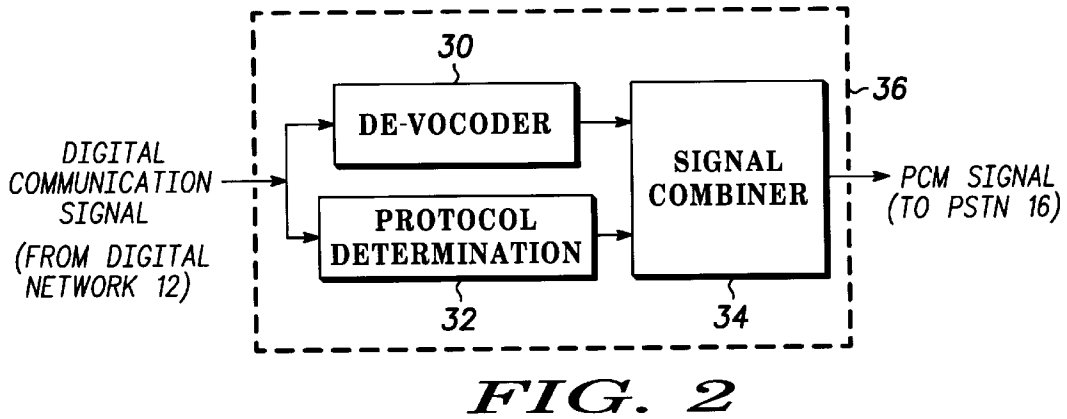 30
36
DE-VOCODER
DIGITAL
COMMUNICATION
SIGNAL
(FROM DIGITAL
NETWORK 12)
PROTOCOL
DETERMINATION
32
SIGNAL
COMBINER
34
PCM SIGNAL
(TO PSTN 16)
FIG. 2